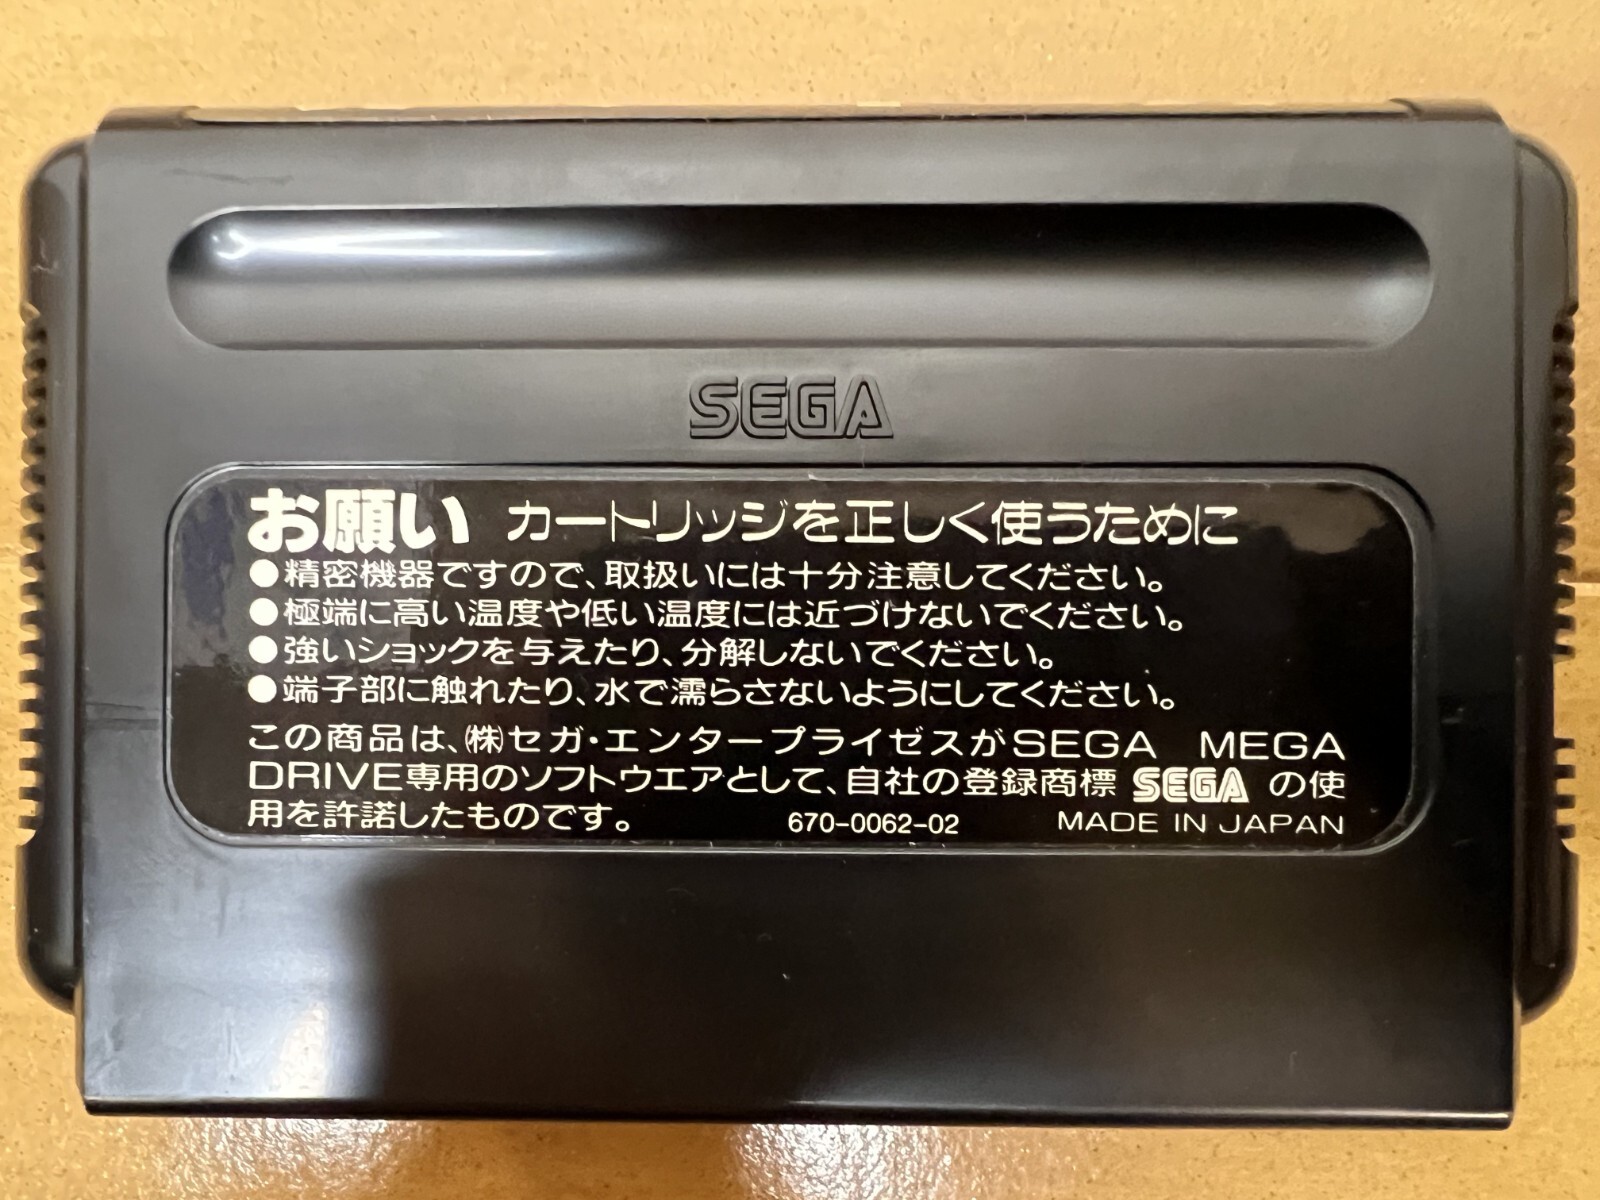 SEGA
お願い カートリッジを正しく使うために
●精密機器ですので、取扱いには十分注意してください。
●極端に高い温度や低い温度には近づけないでください。
●強いショックを与えたり、分解しないでください。
●端子部に触れたり、水で濡らさないようにしてください。
この商品は、㈱セガ・エンタープライゼスがSEGA MEGA
DRIVE専用のソフトウエアとして、自社の登録商標 SEGA の使
用を許諾したものです。 670-0062-02 MADE IN JAPAN